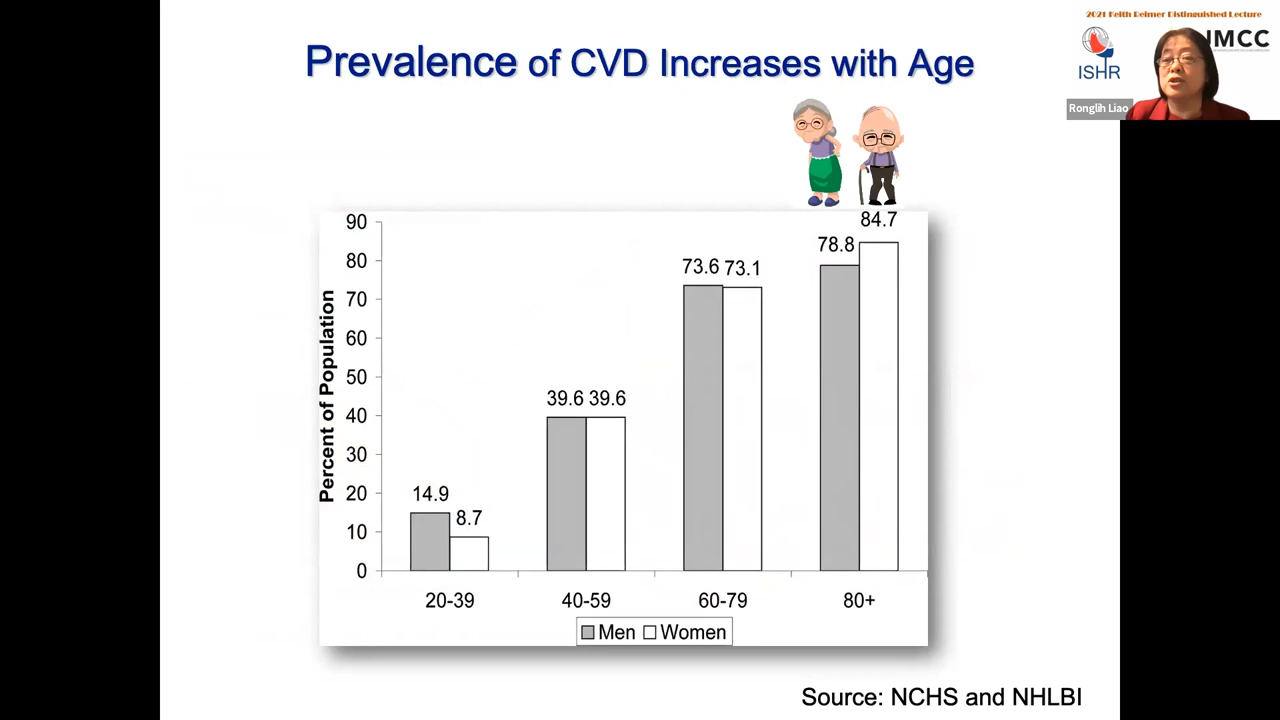 2021 Keith Reimer Distinguished Lecture
Prevalence of CVD Increases with Age
ISHR
JMCC
Ronglih Liao
Percent of Population
90
80
70
60
50
40
30
20
10
0
14.9
8.7
39.6 39.6
73.6 73.1
78.8
84.7
20-39 40-59 60-79 80+
Men Women
Source: NCHS and NHLBI